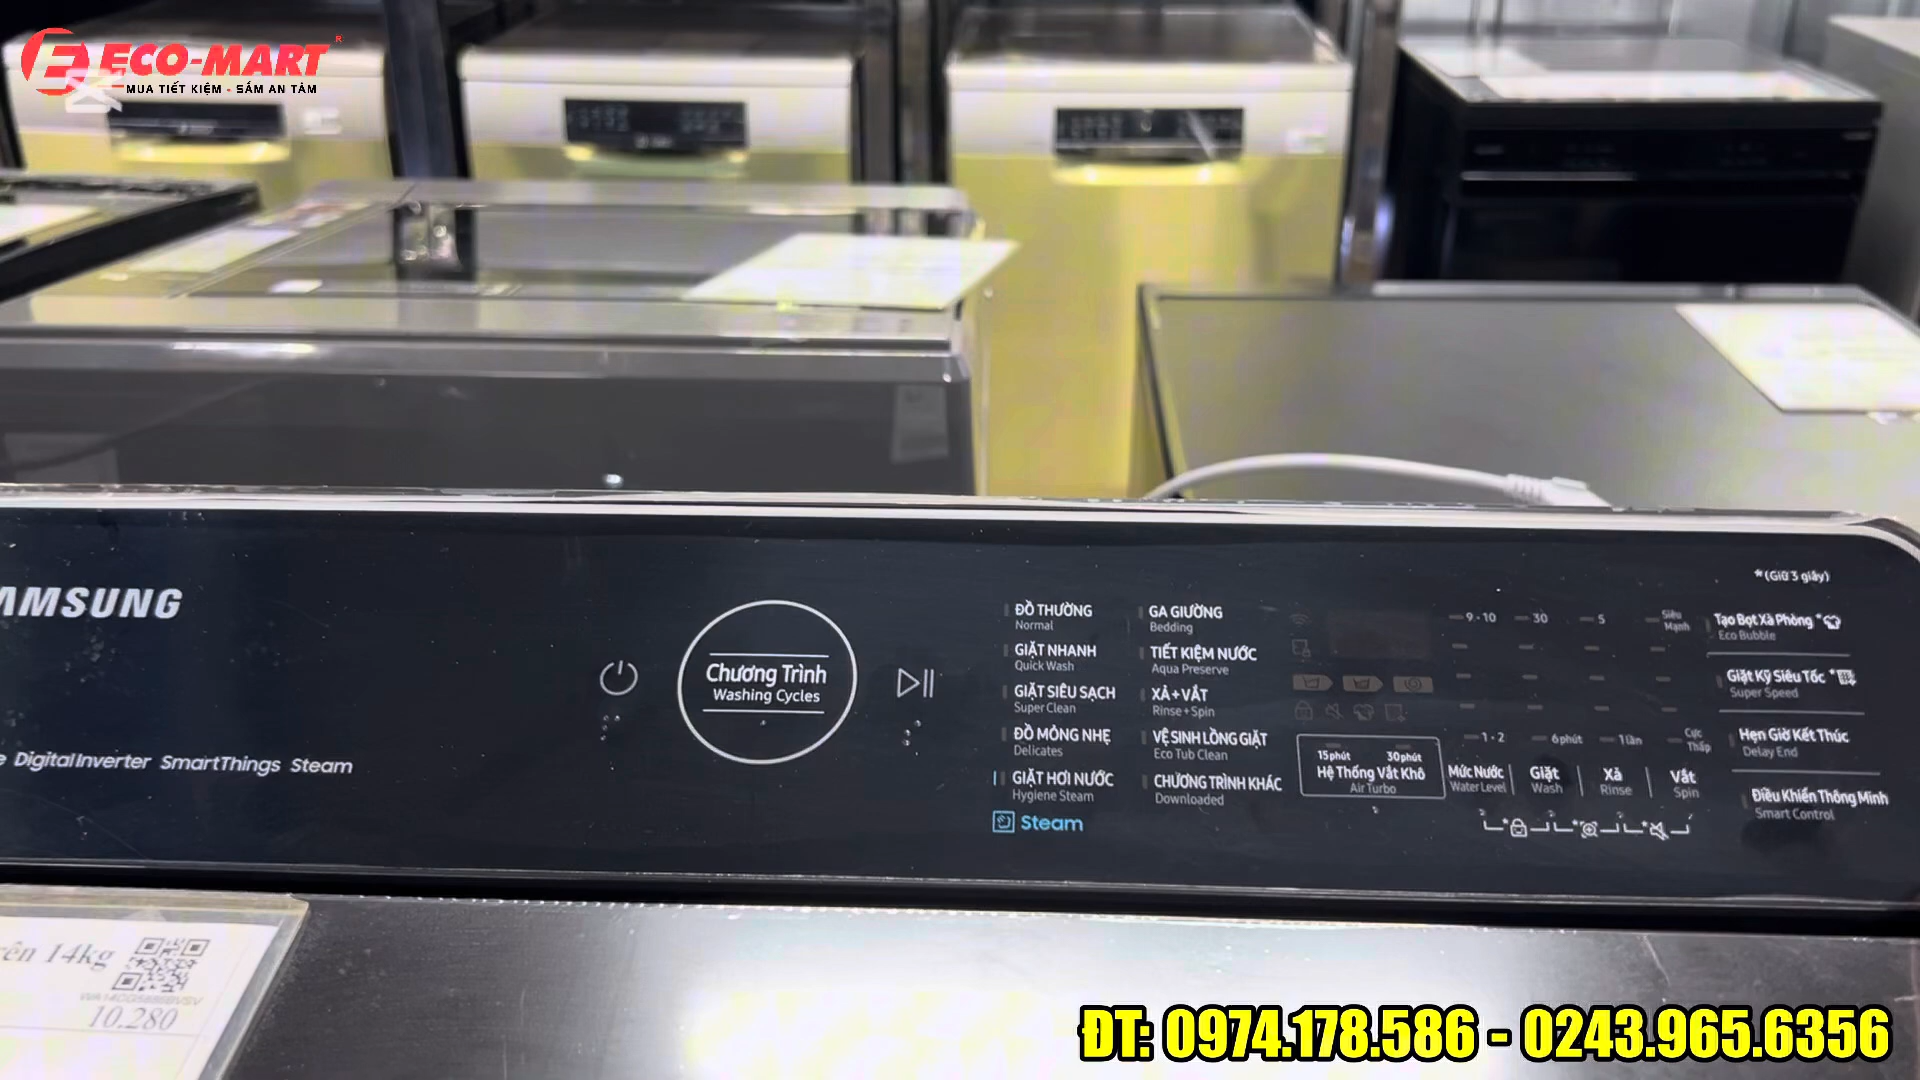 ECO-MART®
MUA TIẾT KIỆM - SẮM AN TÂM
*(Giữ 3 giây)
AMSUNG
e DigitalInverter SmartThings Steam
Chương Trình
Washing Cycles
ĐỒ THƯỜNG
Normal
GIẶT NHANH
Quick Wash
GIẶT SIÊU SẠCH
Super Clean
ĐỒ MỎNG NHẸ
Delicates
GIẶT HƠI NƯỚC
Hygiene Steam
Steam
GA GIƯỜNG
Bedding
TIẾT KIỆM NƯỚC
Aqua Preserve
XẢ+VẮT
Rinse+Spin
VỆ SINH LỒNG GIẶT
Eco Tub Clean
CHƯƠNG TRÌNH KHÁC
Downloaded
15phút 30phút
Hệ Thống Vắt Khô
Air Turbo
9-10 30 5 Siêu Mạnh
1-2 6phút 1lần Cực Thấp
Mức Nước Giặt Xả Vắt
Water Level Wash Rinse Spin
Tạo Bọt Xà Phòng *
Eco Bubble
Giặt Kỹ Siêu Tốc *
Super Speed
Hẹn Giờ Kết Thúc
Delay End
Điều Khiển Thông Minh
Smart Control
rên 14kg
10.280
ĐT: 0974.178.586 - 0243.965.6356